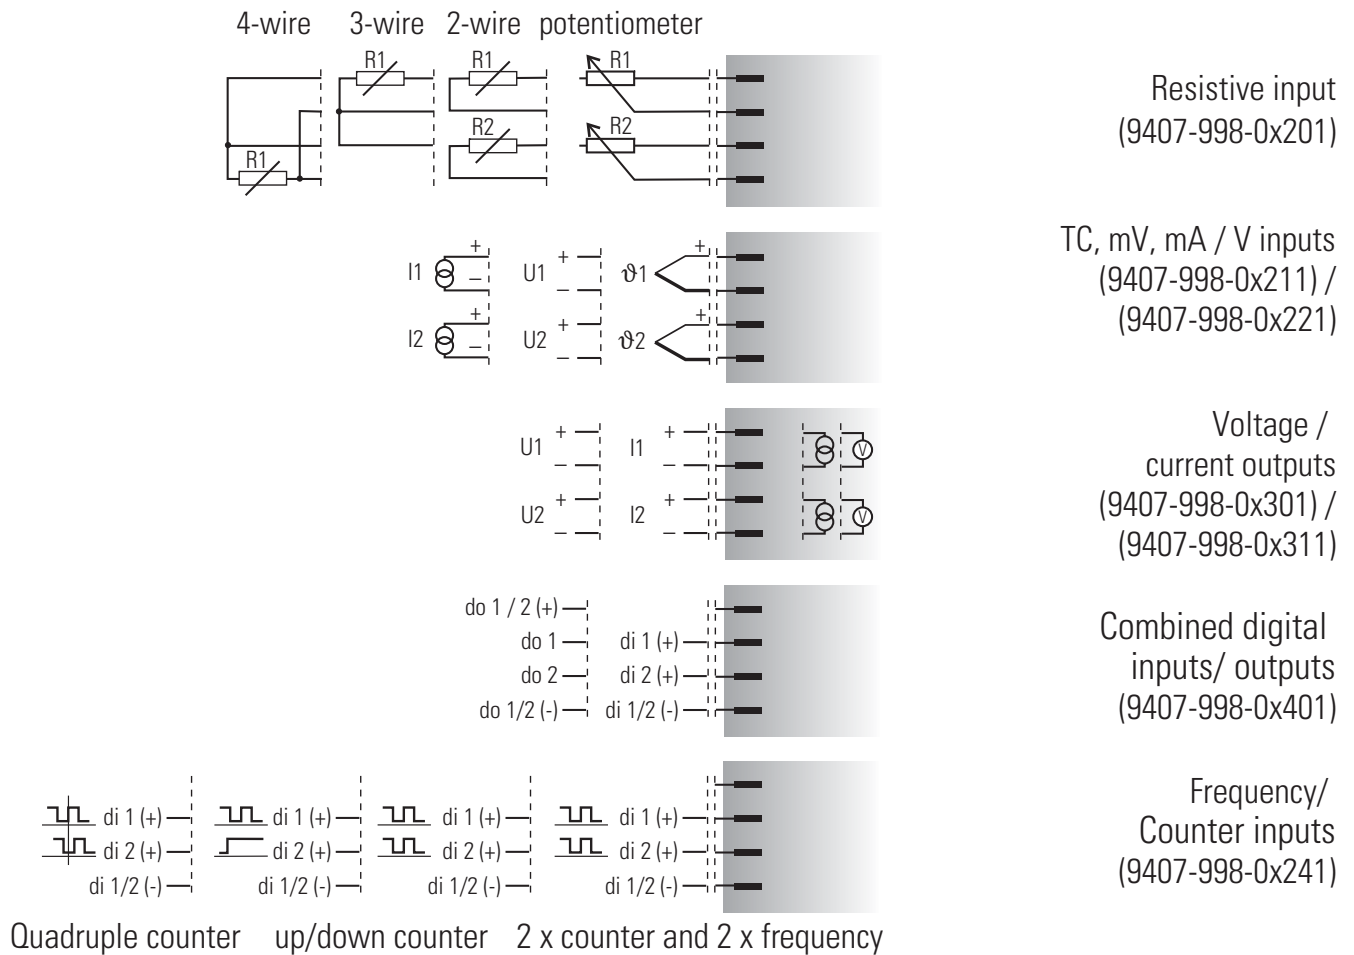 4-wire 3-wire 2-wire potentiometer
R1 R1 R1
R2 R2
R1
Resistive input
(9407-998-0x201)
I1 + – U1 + – ϑ1 +
I2 + – U2 + – ϑ2 +
TC, mV, mA / V inputs
(9407-998-0x211) /
(9407-998-0x221)
U1 + – I1 + – V
U2 + – I2 + – V
Voltage /
current outputs
(9407-998-0x301) /
(9407-998-0x311)
do 1 / 2 (+)
do 1 di 1 (+)
do 2 di 2 (+)
do 1/2 (-) di 1/2 (-)
Combined digital
inputs/ outputs
(9407-998-0x401)
di 1 (+) di 1 (+) di 1 (+) di 1 (+)
di 2 (+) di 2 (+) di 2 (+) di 2 (+)
di 1/2 (-) di 1/2 (-) di 1/2 (-) di 1/2 (-)
Frequency/
Counter inputs
(9407-998-0x241)
Quadruple counter up/down counter 2 x counter and 2 x frequency